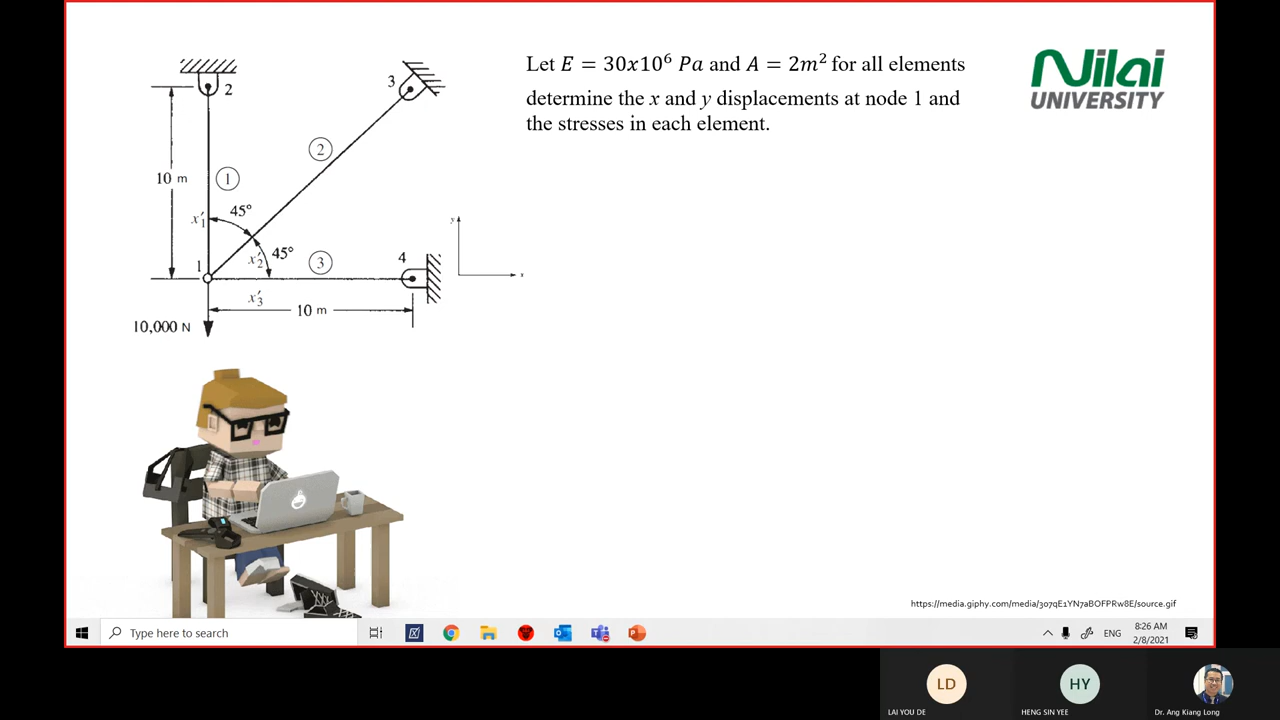 Let E = 30x10⁶ Pa and A = 2m² for all elements
determine the x and y displacements at node 1 and
the stresses in each element.
Nilai
UNIVERSITY
2
3
2
10 m
1
45°
x′₁
45°
x′₂
1
3
4
x′₃
10 m
10,000 N
y
x
https://media.giphy.com/media/3o7qE1YN7aBOFPRw8E/source.gif
Type here to search
ENG
8:26 AM
2/8/2021
LD
HY
LAI YOU DE
HENG SIN YEE
Dr. Ang Kiang Long